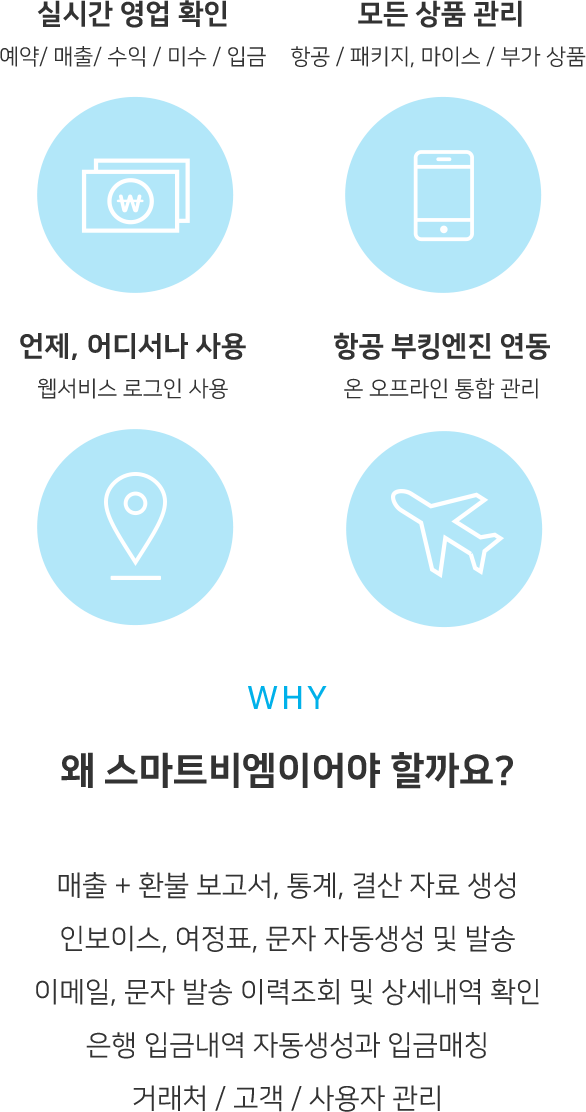 실시간 영업 확인
예약/ 매출/ 수익 / 미수 / 입금
모든 상품 관리
항공 / 패키지, 마이스 / 부가 상품
₩
언제, 어디서나 사용
웹서비스 로그인 사용
항공 부킹엔진 연동
온 오프라인 통합 관리
WHY
왜 스마트비엠이어야 할까요?
매출 + 환불 보고서, 통계, 결산 자료 생성
인보이스, 여정표, 문자 자동생성 및 발송
이메일, 문자 발송 이력조회 및 상세내역 확인
은행 입금내역 자동생성과 입금매칭
거래처 / 고객 / 사용자 관리